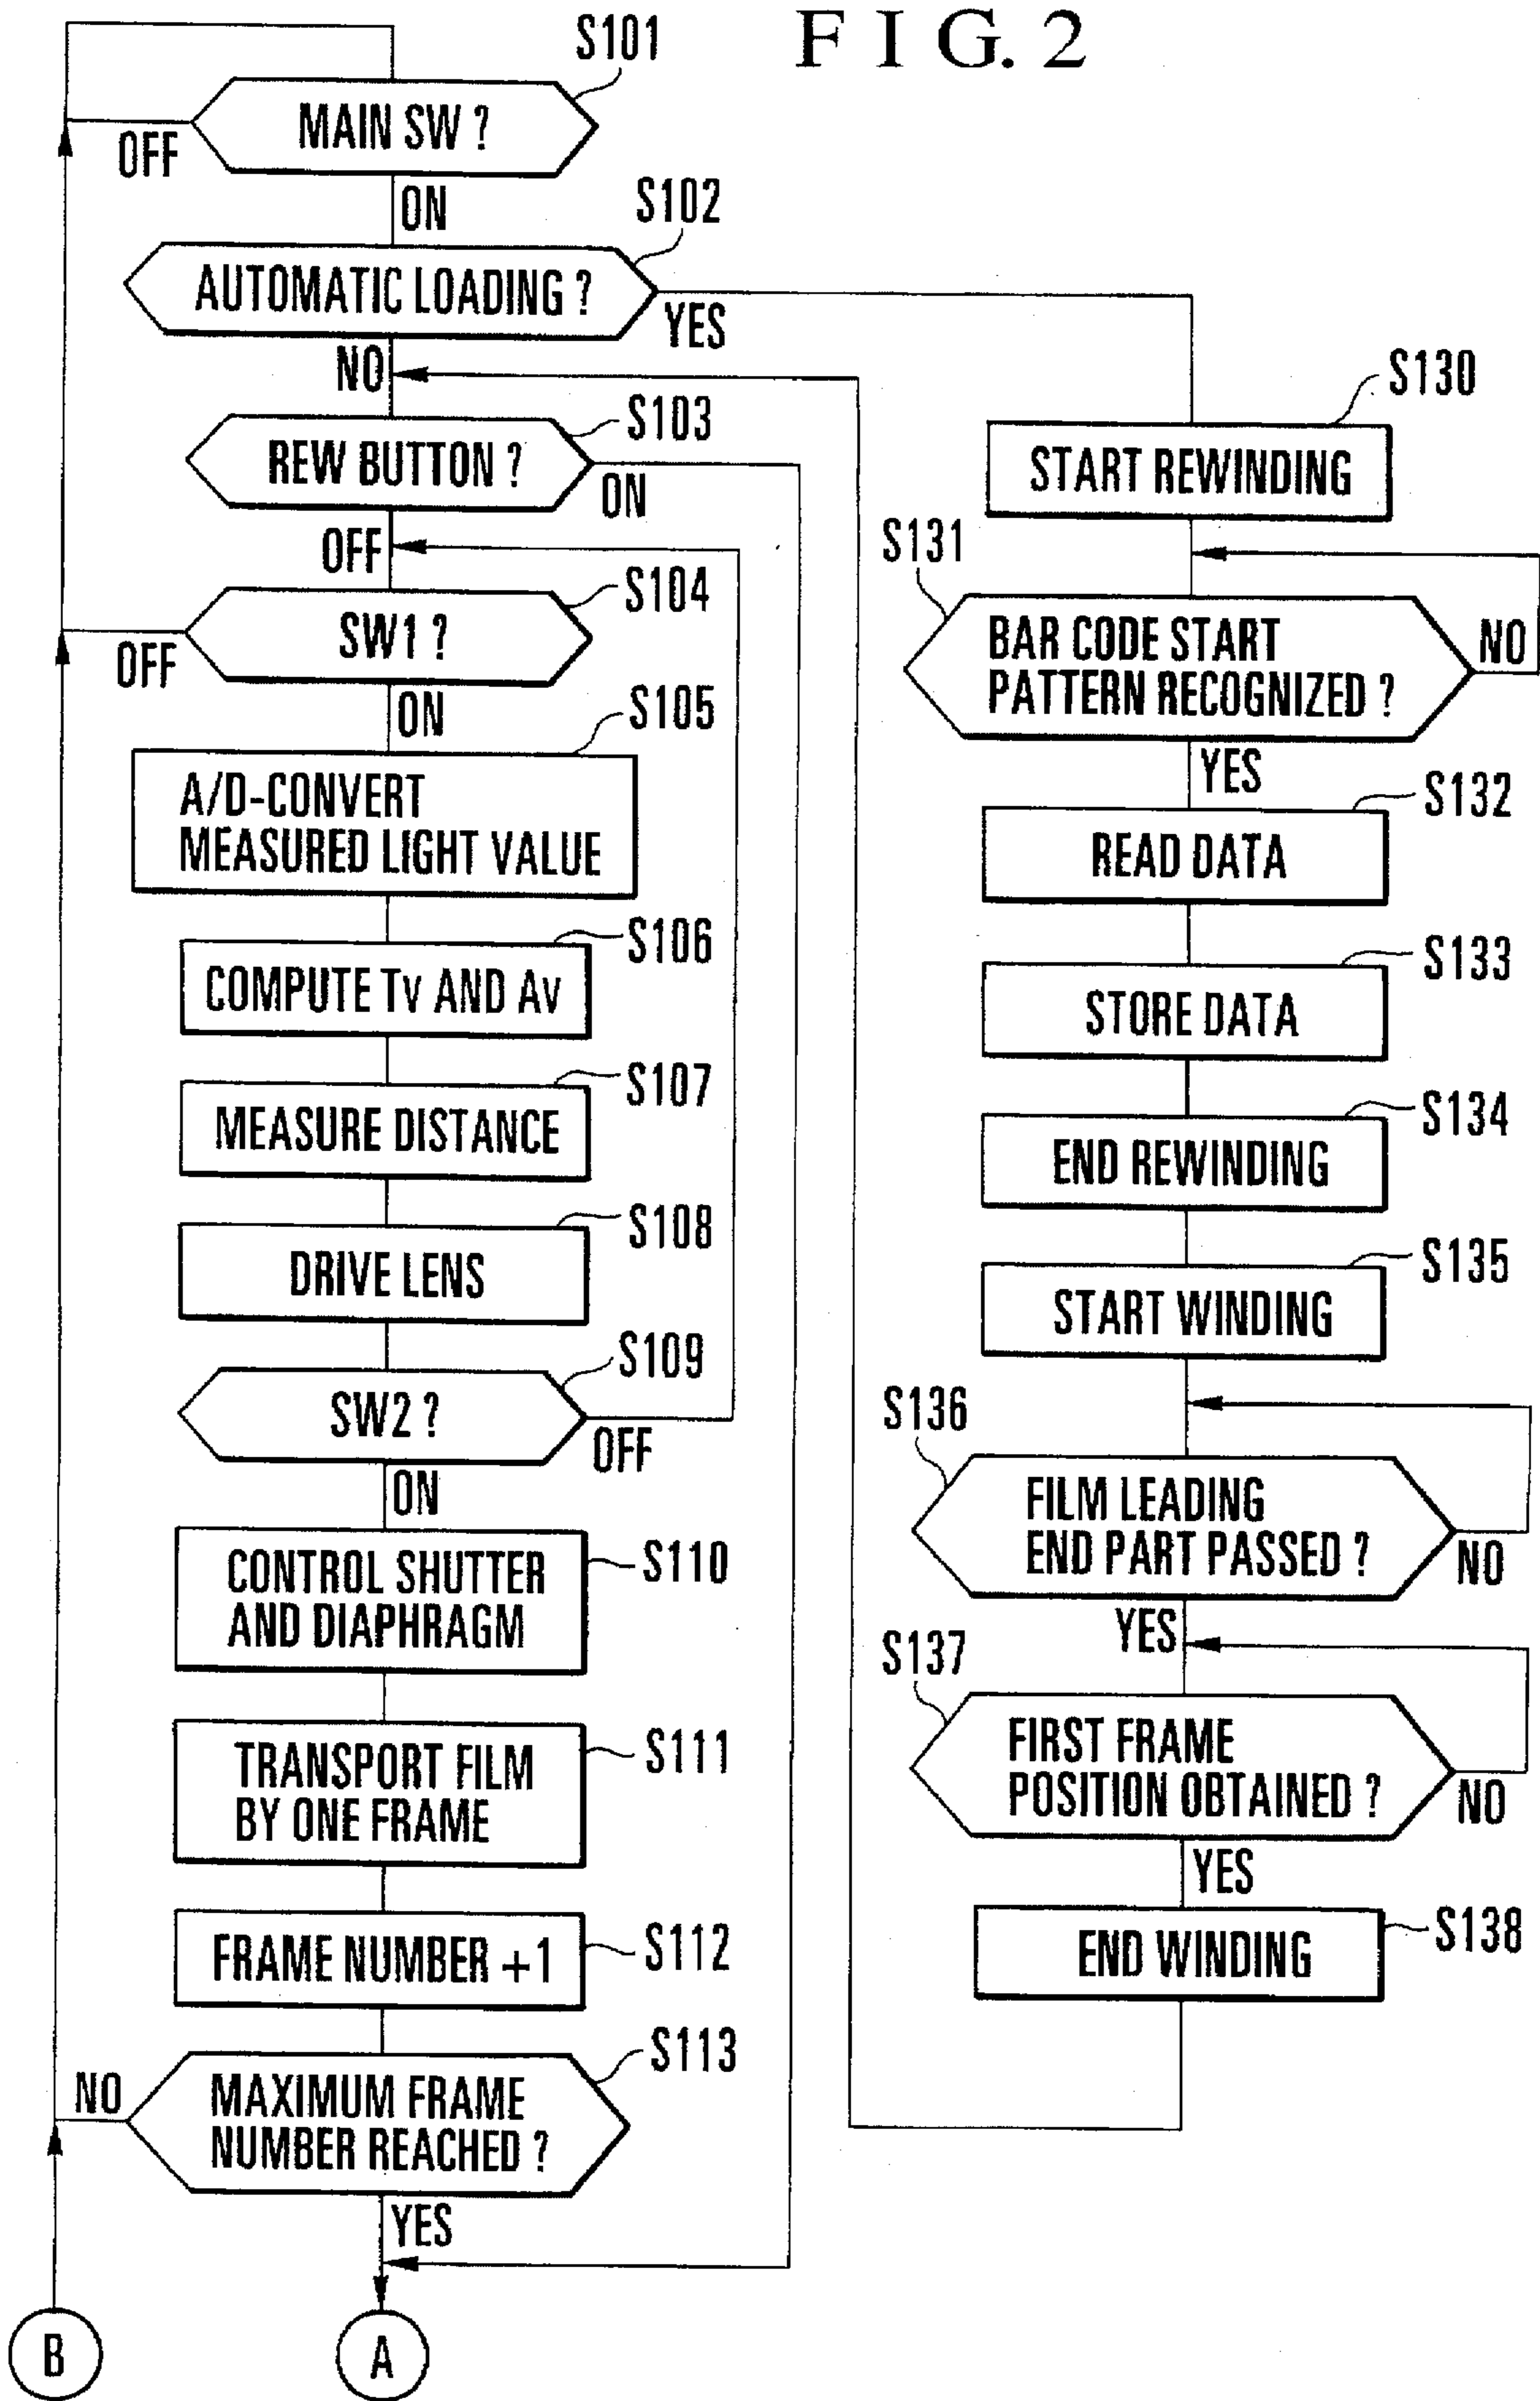 FIG. 2
S101
MAIN SW ?
OFF
ON
S102
AUTOMATIC LOADING ?
YES
NO
S103
REW BUTTON ?
ON
OFF
S104
SW1 ?
OFF
ON
S105
A/D-CONVERT
MEASURED LIGHT VALUE
S106
COMPUTE TV AND AV
S107
MEASURE DISTANCE
S108
DRIVE LENS
S109
SW2 ?
OFF
ON
CONTROL SHUTTER
AND DIAPHRAGM
S110
TRANSPORT FILM
BY ONE FRAME
S111
FRAME NUMBER +1
S112
S113
NO
MAXIMUM FRAME
NUMBER REACHED ?
YES
B
A
S130
START REWINDING
S131
BAR CODE START
PATTERN RECOGNIZED ?
NO
YES
S132
READ DATA
S133
STORE DATA
S134
END REWINDING
S135
START WINDING
S136
FILM LEADING
END PART PASSED ?
NO
YES
S137
FIRST FRAME
POSITION OBTAINED ?
NO
YES
END WINDING
S138